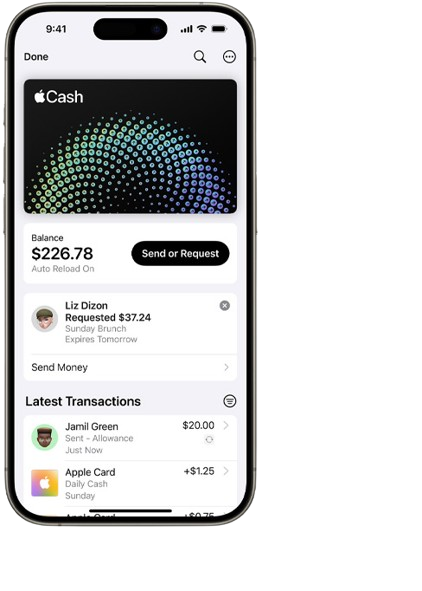 9:41
Done
Cash
Balance
$226.78
Auto Reload On
Send or Request
Liz Dizon
Requested $37.24
Sunday Brunch
Expires Tomorrow
Send Money
Latest Transactions
Jamil Green
$20.00
Sent - Allowance
Just Now
Apple Card
+$1.25
Daily Cash
Sunday
Apple Card
+$0.75